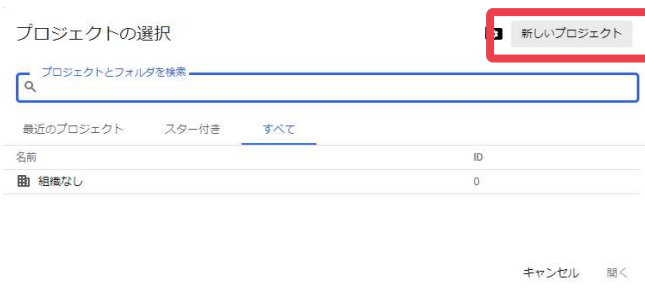 プロジェクトの選択
新しいプロジェクト
プロジェクトとフォルダを検索
最近のプロジェクト スター付き すべて
名前 ID
組織なし 0
キャンセル 開く